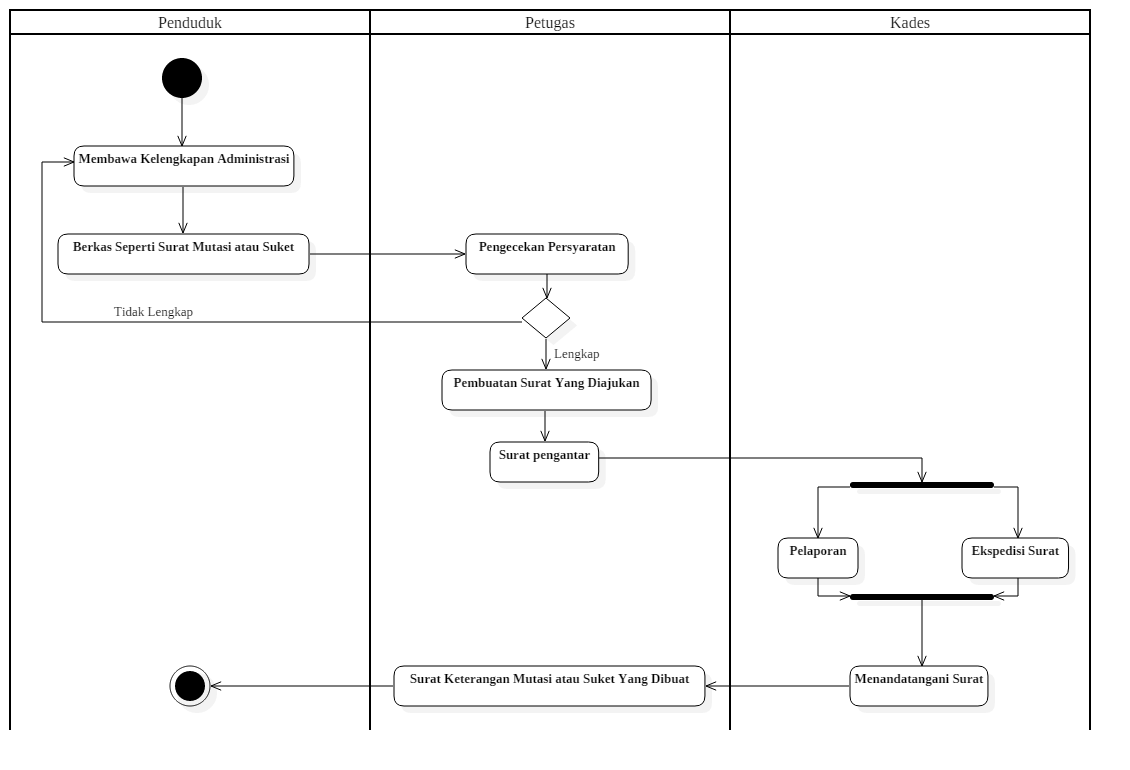 Penduduk
Petugas
Kades
Membawa Kelengkapan Administrasi
Berkas Seperti Surat Mutasi atau Suket
Pengecekan Persyaratan
Tidak Lengkap
Lengkap
Pembuatan Surat Yang Diajukan
Surat pengantar
Pelaporan
Ekspedisi Surat
Surat Keterangan Mutasi atau Suket Yang Dibuat
Menandatangani Surat